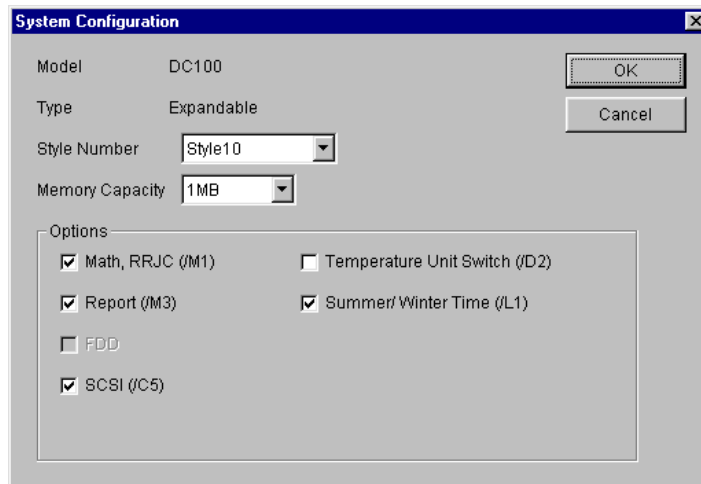 System Configuration
Model DC100
OK
Type Expandable
Cancel
Style Number Style10
Memory Capacity 1MB
Options
Math, RRJC (/M1) Temperature Unit Switch (/D2)
Report (/M3) Summer/ Winter Time (/L1)
FDD
SCSI (/C5)